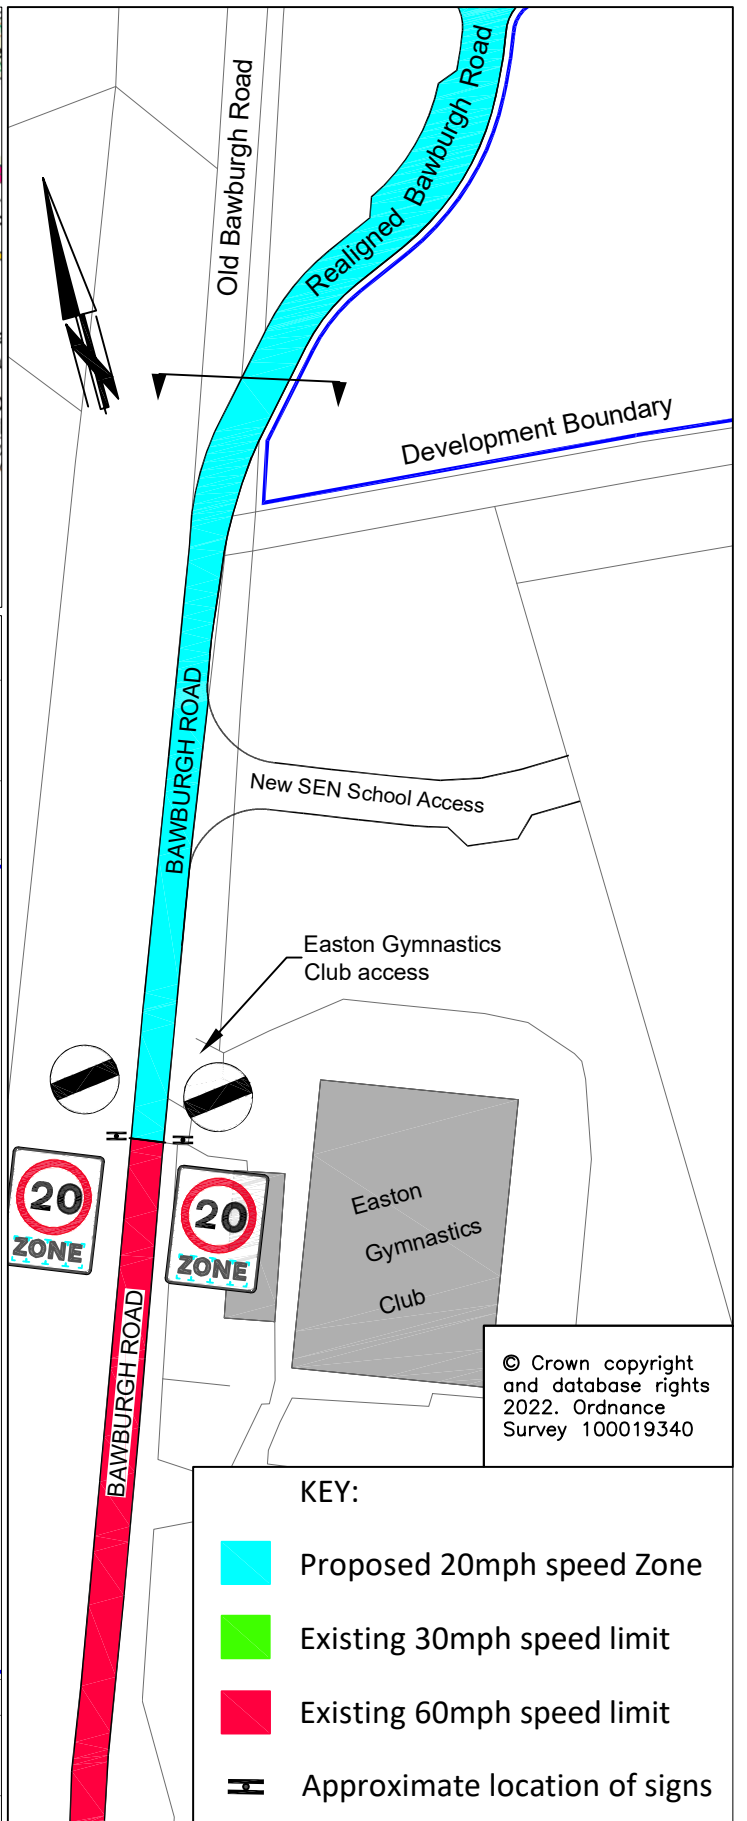 Old Bawburgh Road
Realigned Bawburgh Road
Development Boundary
BAWBURGH ROAD
New SEN School Access
Easton Gymnastics
Club access
20
ZONE
20
ZONE
Easton
Gymnastics
Club
BAWBURGH ROAD
© Crown copyright
and database rights
2022. Ordnance
Survey 100019340
KEY:
Proposed 20mph speed Zone
Existing 30mph speed limit
Existing 60mph speed limit
Approximate location of signs